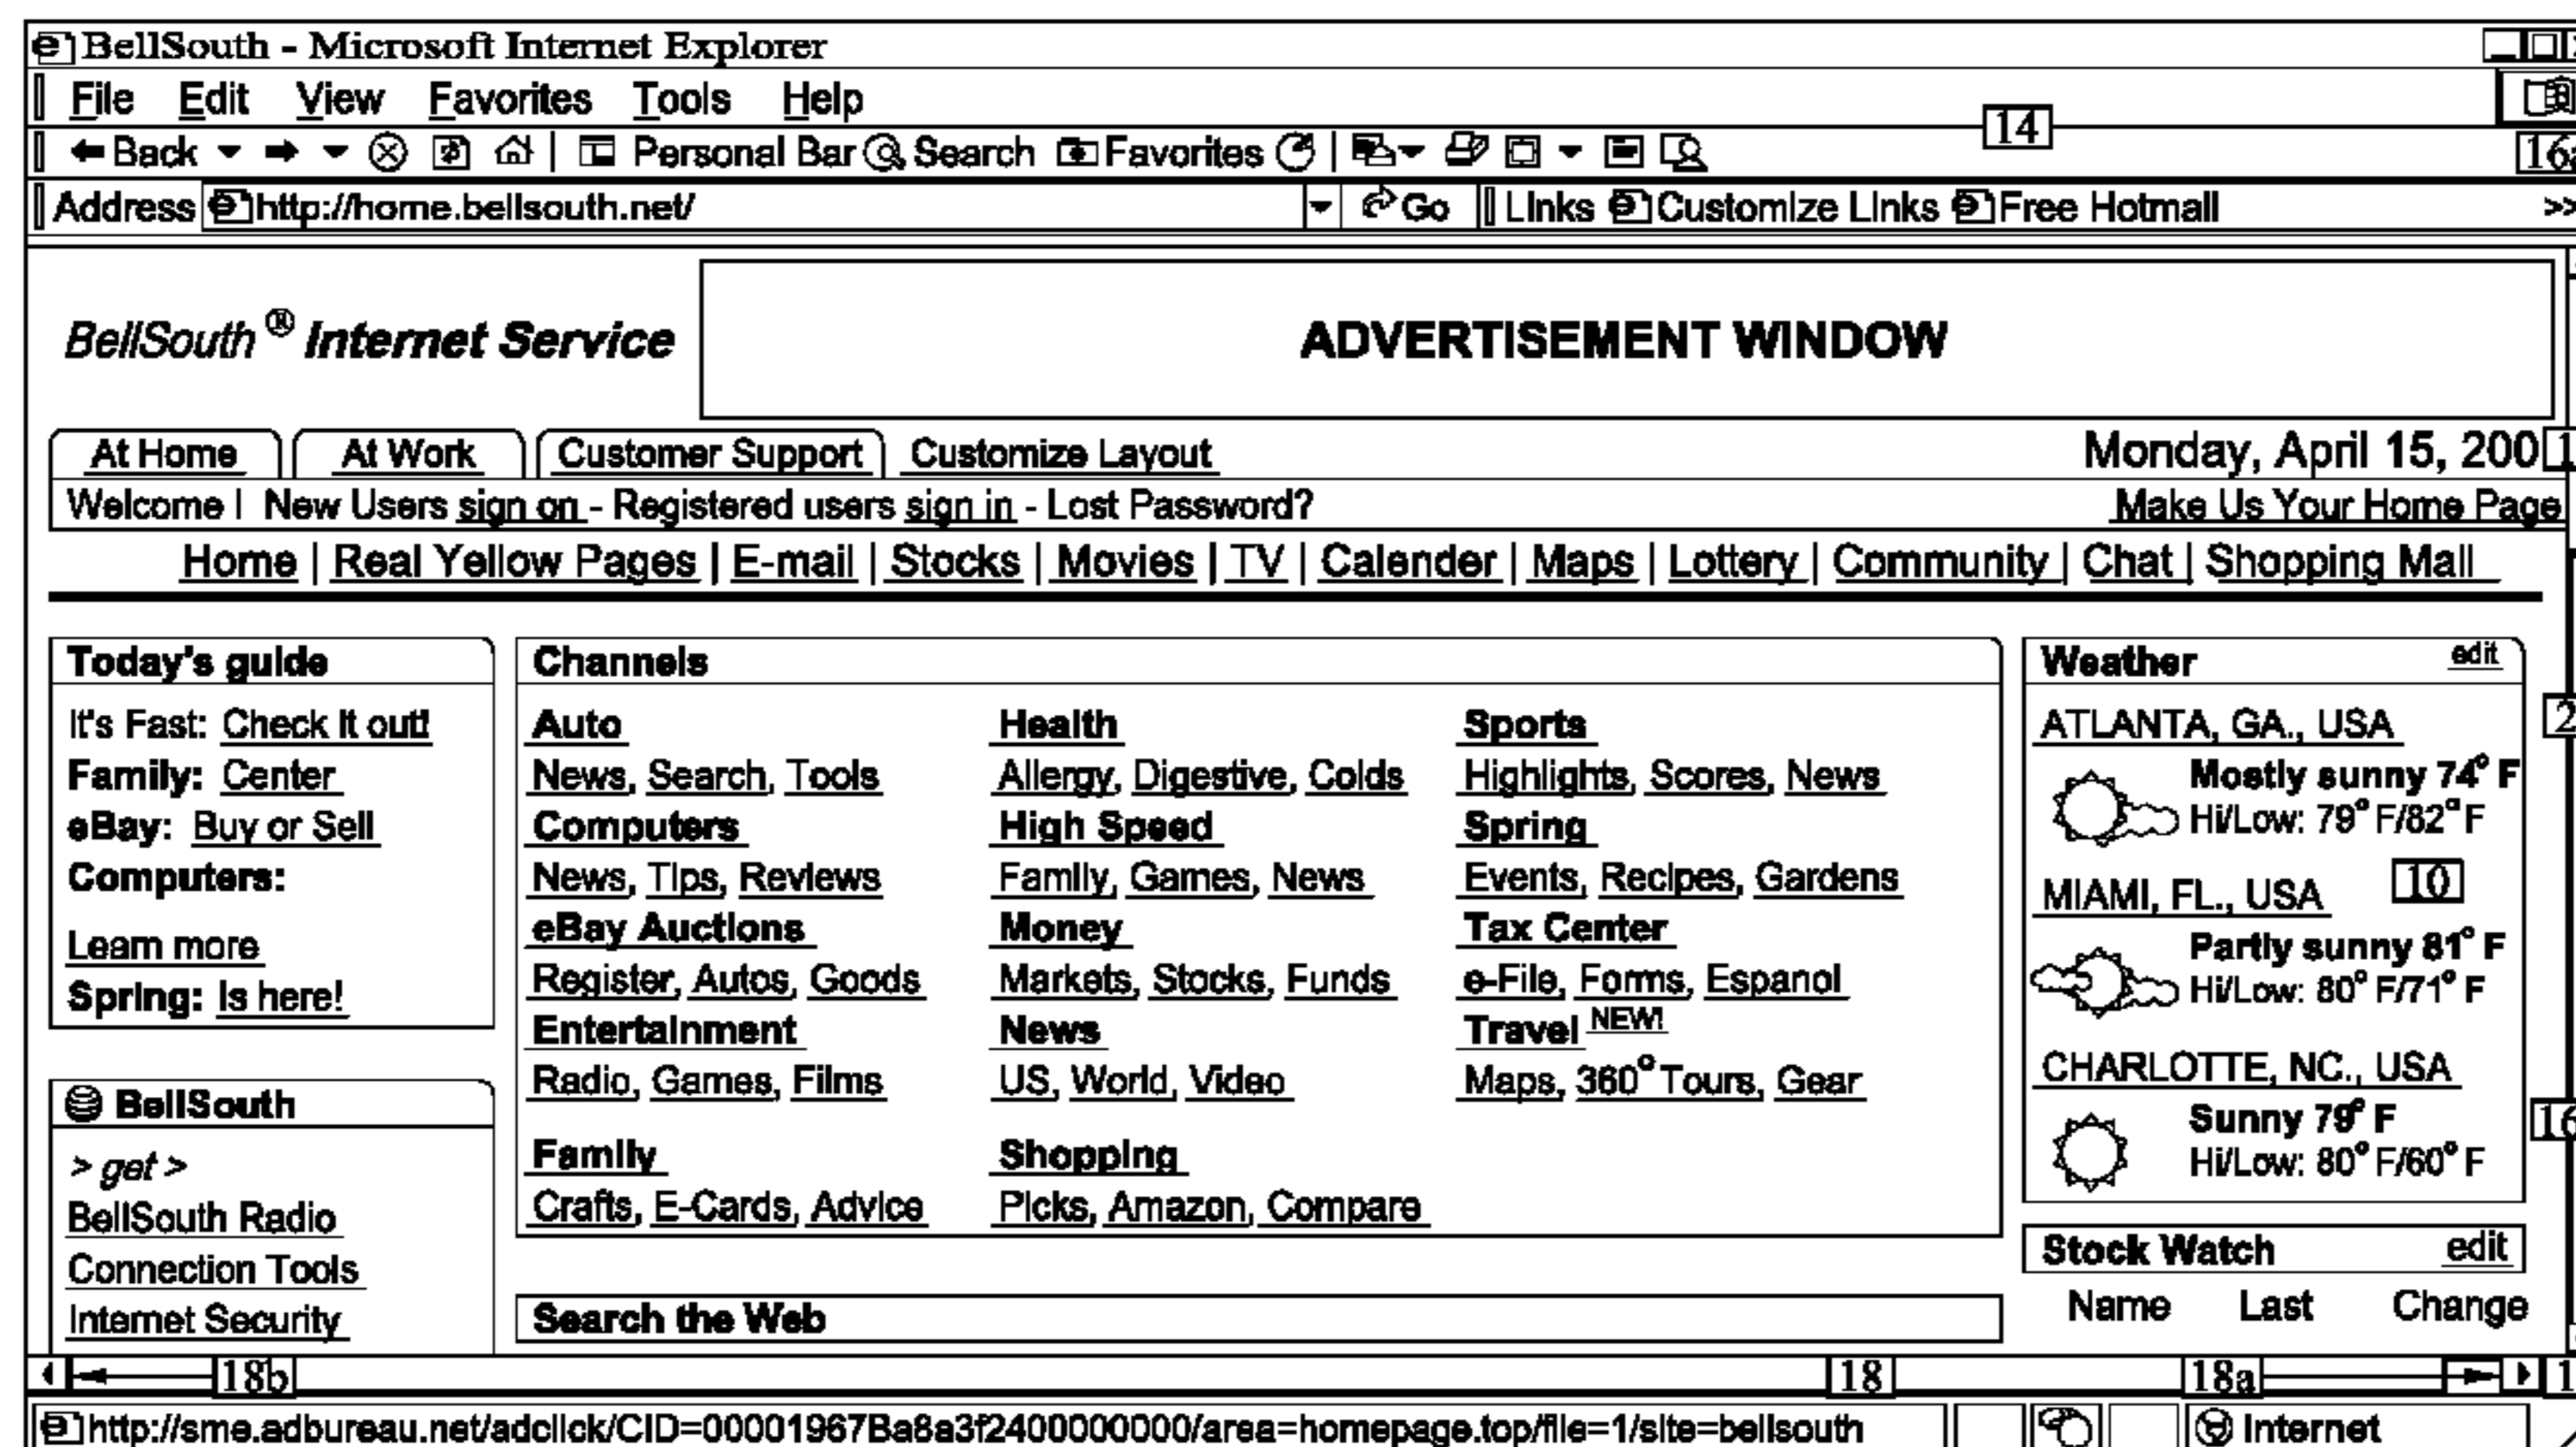 BellSouth - Microsoft Internet Explorer
File Edit View Favorites Tools Help
14
Back Personal Bar Search Favorites
Address http://home.bellsouth.net/ Go Links Customize Links Free Hotmail >>
BellSouth ® Internet Service
ADVERTISEMENT WINDOW
At Home At Work Customer Support Customize Layout Monday, April 15, 200
Welcome | New Users sign on - Registered users sign in - Lost Password? Make Us Your Home Page
Home | Real Yellow Pages | E-mail | Stocks | Movies | TV | Calender | Maps | Lottery | Community | Chat | Shopping Mall
Today's guide
It's Fast: Check it out!
Family: Center
eBay: Buy or Sell
Computers:
Learn more
Spring: Is here!
BellSouth
> get >
BellSouth Radio
Connection Tools
Internet Security
Channels
Auto
News, Search, Tools
Computers
News, Tips, Reviews
eBay Auctions
Register, Autos, Goods
Entertainment
Radio, Games, Films
Family
Crafts, E-Cards, Advice
Health
Allergy, Digestive, Colds
High Speed
Family, Games, News
Money
Markets, Stocks, Funds
News
US, World, Video
Shopping
Picks, Amazon, Compare
Sports
Highlights, Scores, News
Spring
Events, Recipes, Gardens
Tax Center
e-File, Forms, Espanol
Travel NEW!
Maps, 360° Tours, Gear
Search the Web
Weather edit
ATLANTA, GA., USA
Mostly sunny 74° F
Hi/Low: 79° F/82° F
10
MIAMI, FL., USA
Partly sunny 81° F
Hi/Low: 80° F/71° F
CHARLOTTE, NC., USA
Sunny 79° F
Hi/Low: 80° F/60° F
Stock Watch edit
Name Last Change
18b 18 18a
http://sme.adbureau.net/adclick/CID=00001967Ba8a3f2400000000/area=homepage.top/file=1/site=bellsouth Internet